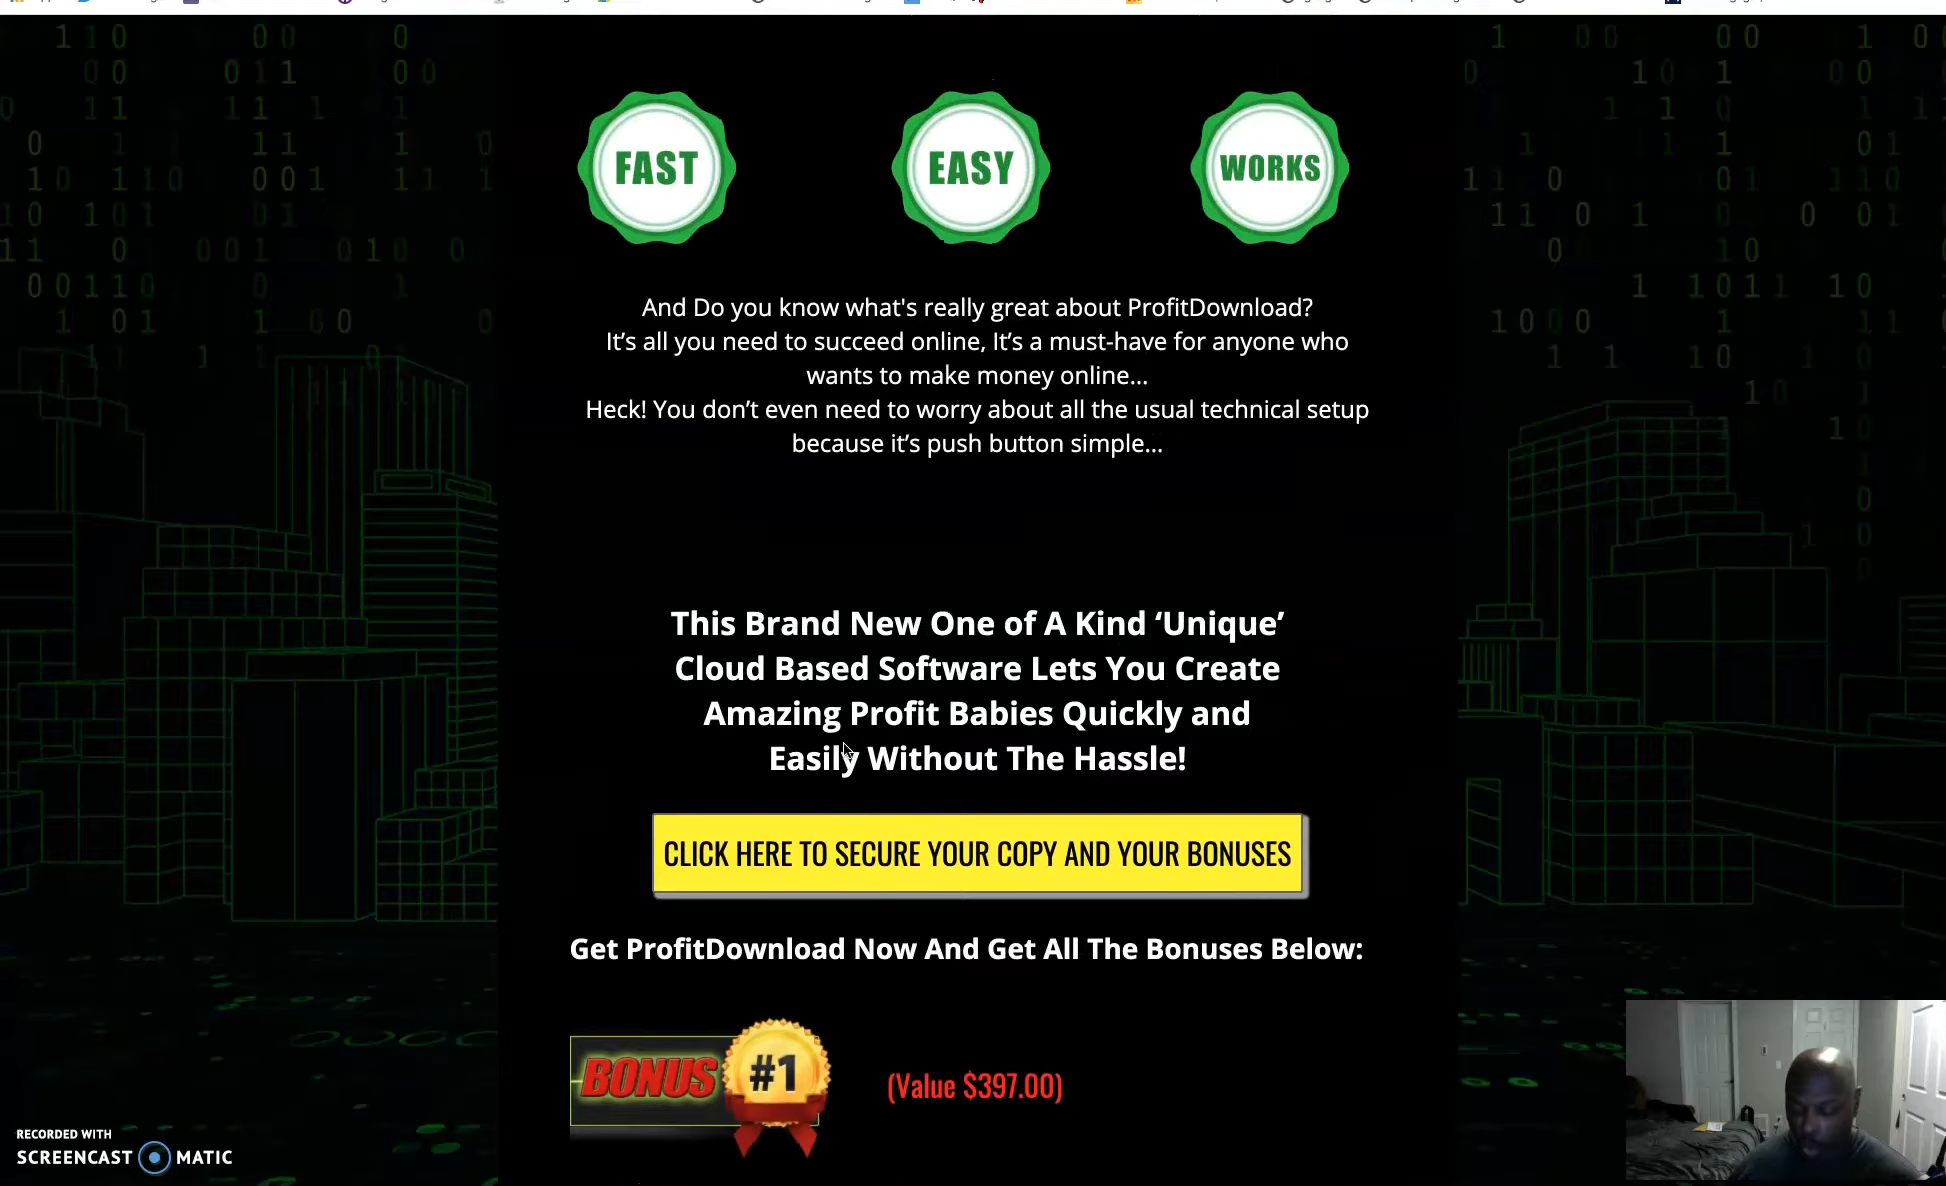 FAST
EASY
WORKS
And Do you know what's really great about ProfitDownload?
It’s all you need to succeed online, It’s a must-have for anyone who
wants to make money online...
Heck! You don’t even need to worry about all the usual technical setup
because it’s push button simple...
This Brand New One of A Kind ‘Unique’
Cloud Based Software Lets You Create
Amazing Profit Babies Quickly and
Easily Without The Hassle!
CLICK HERE TO SECURE YOUR COPY AND YOUR BONUSES
Get ProfitDownload Now And Get All The Bonuses Below:
BONUS #1
(Value $397.00)
RECORDED WITH
SCREENCAST MATIC